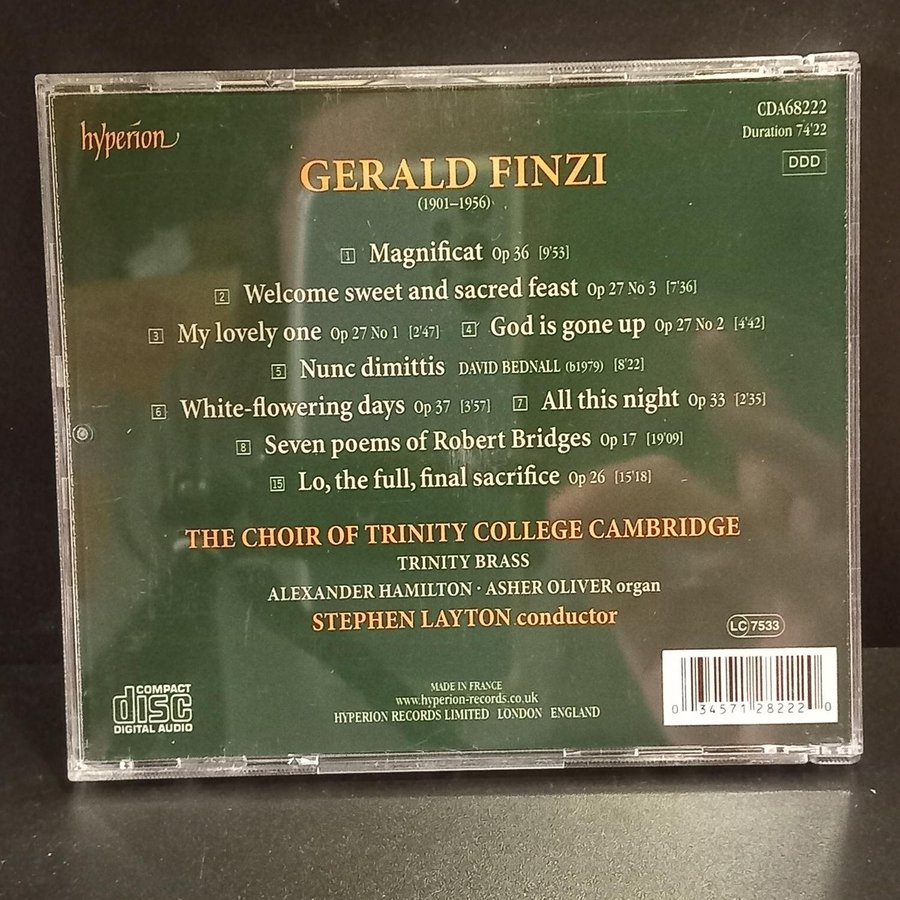 hyperion
CDA68222
Duration 74'22
DDD
GERALD FINZI
(1901–1956)
1 Magnificat Op 36 [9'53]
2 Welcome sweet and sacred feast Op 27 No 3 [7'36]
3 My lovely one Op 27 No 1 [2'47] 4 God is gone up Op 27 No 2 [4'42]
5 Nunc dimittis DAVID BEDNALL (b1979) [8'22]
6 White-flowering days Op 37 [3'57] 7 All this night Op 33 [2'35]
8 Seven poems of Robert Bridges Op 17 [19'09]
15 Lo, the full, final sacrifice Op 26 [15'18]
THE CHOIR OF TRINITY COLLEGE CAMBRIDGE
TRINITY BRASS
ALEXANDER HAMILTON · ASHER OLIVER organ
STEPHEN LAYTON conductor
LC 7533
COMPACT
disc
DIGITAL AUDIO
MADE IN FRANCE
www.hyperion-records.co.uk
HYPERION RECORDS LIMITED LONDON ENGLAND
0 34571 28222 0